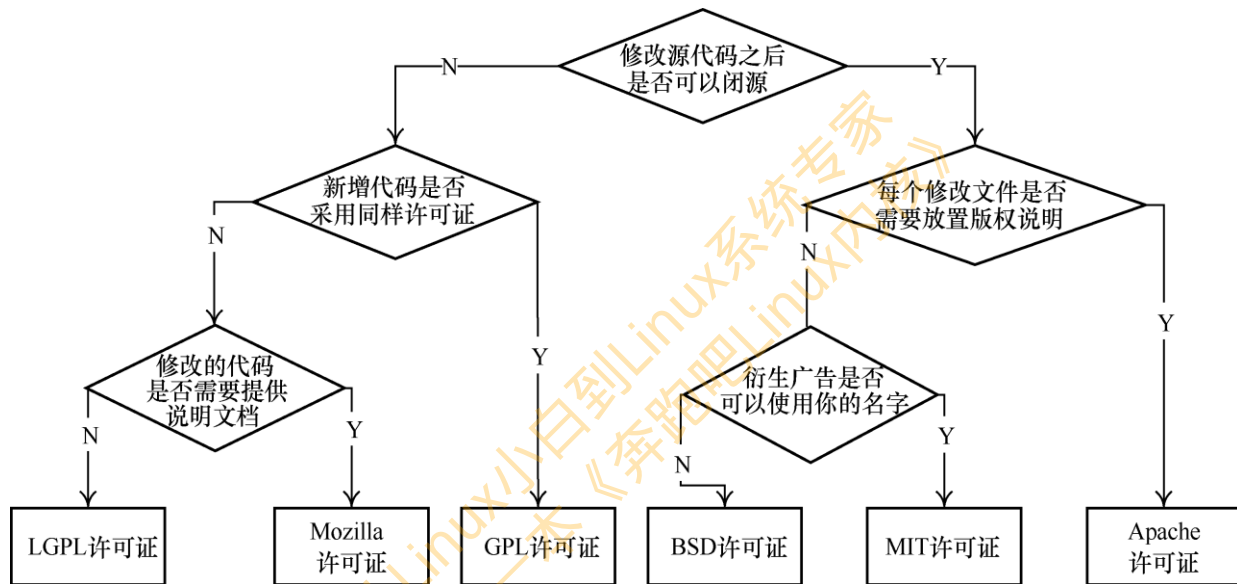 修改源代码之后
是否可以闭源
N
Y
新增代码是否
采用同样许可证
每个修改文件是否
需要放置版权说明
N
N
Y
Y
修改的代码
是否需要提供
说明文档
衍生广告是否
可以使用你的名字
N
Y
N
Y
LGPL许可证
Mozilla
许可证
GPL许可证
BSD许可证
MIT许可证
Apache
许可证
Linux小白到Linux系统专家
一本《奔跑吧Linux内核》